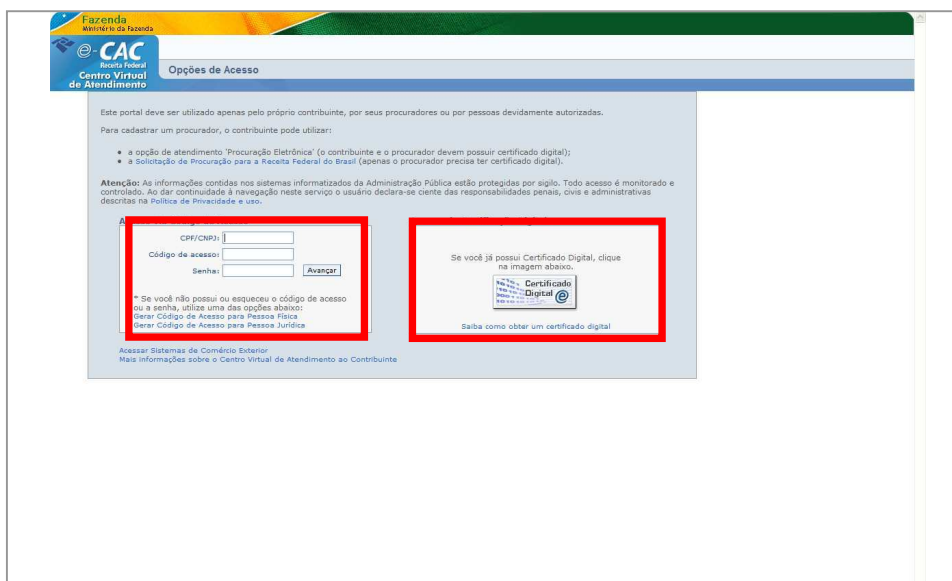 Fazenda
Ministério da Fazenda
e-CAC
Receita Federal
Centro Virtual
de Atendimento
Opções de Acesso
Este portal deve ser utilizado apenas pelo próprio contribuinte, por seus procuradores ou por pessoas devidamente autorizadas.
Para cadastrar um procurador, o contribuinte pode utilizar:
• a opção de atendimento 'Procuração Eletrônica' (o contribuinte e o procurador devem possuir certificado digital);
• a Solicitação de Procuração para a Receita Federal do Brasil (apenas o procurador precisa ter certificado digital).
Atenção: As informações contidas nos sistemas informatizados da Administração Pública estão protegidas por sigilo. Todo acesso é monitorado e
controlado. Ao dar continuidade à navegação neste serviço o usuário declara-se ciente das responsabilidades penais, civis e administrativas
descritas na Política de Privacidade e uso.
CPF/CNPJ:
Código de acesso:
Senha:
Avançar
* Se você não possui ou esqueceu o código de acesso
ou a senha, utilize uma das opções abaixo:
Gerar Código de Acesso para Pessoa Física
Gerar Código de Acesso para Pessoa Jurídica
Se você já possui Certificado Digital, clique
na imagem abaixo.
Certificado
Digital
Saiba como obter um certificado digital
Acessar Sistemas de Comércio Exterior
Mais informações sobre o Centro Virtual de Atendimento ao Contribuinte